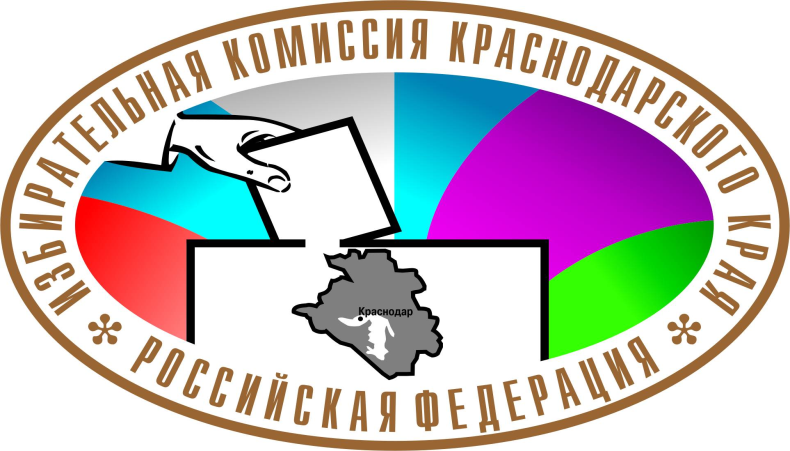 ИЗБИРАТЕЛЬНАЯ КОМИССИЯ КРАСНОДАРСКОГО КРАЯ
Краснодар
РОССИЙСКАЯ ФЕДЕРАЦИЯ